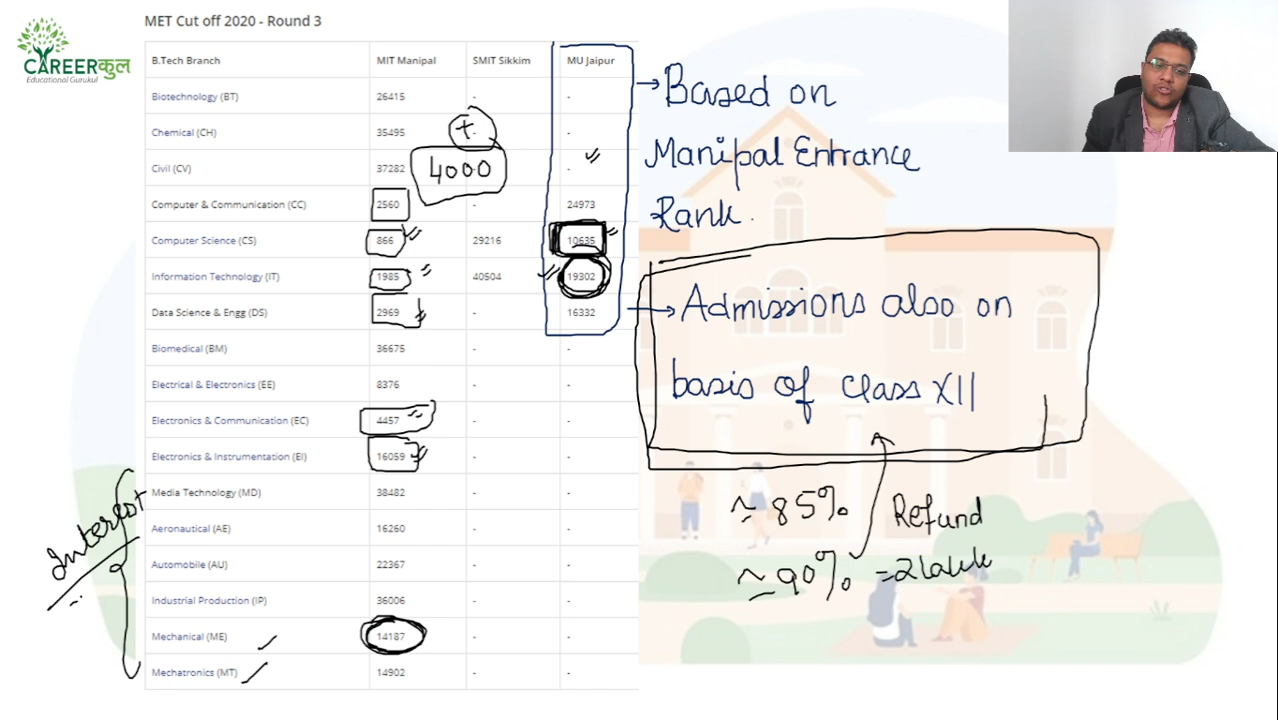 MET Cut off 2020 - Round 3
CAREERकुल
Educational Gurukul
B.Tech Branch MIT Manipal SMIT Sikkim MU Jaipur
Biotechnology (BT) 26415 - -
Chemical (CH) 35495 + -
Civil (CV) 37282 4000 -
Computer & Communication (CC) 2560 - 24973
Computer Science (CS) 866 29216 10635
Information Technology (IT) 1985 40504 19302
Data Science & Engg (DS) 2969 - 16332
Biomedical (BM) 36675 - -
Electrical & Electronics (EE) 8376 - -
Electronics & Communication (EC) 4457 - -
Electronics & Instrumentation (EI) 16059 - -
Media Technology (MD) 38482 - -
Aeronautical (AE) 16260 - -
Automobile (AU) 22367 - -
Industrial Production (IP) 36006 - -
Mechanical (ME) 14187 - -
Mechatronics (MT) 14902 - -
Interest
→ Based on
Manipal Entrance
Rank.
→ Admissions also on
basis of class XII
≃ 85% Refund
≃ 90% = 2 lakh